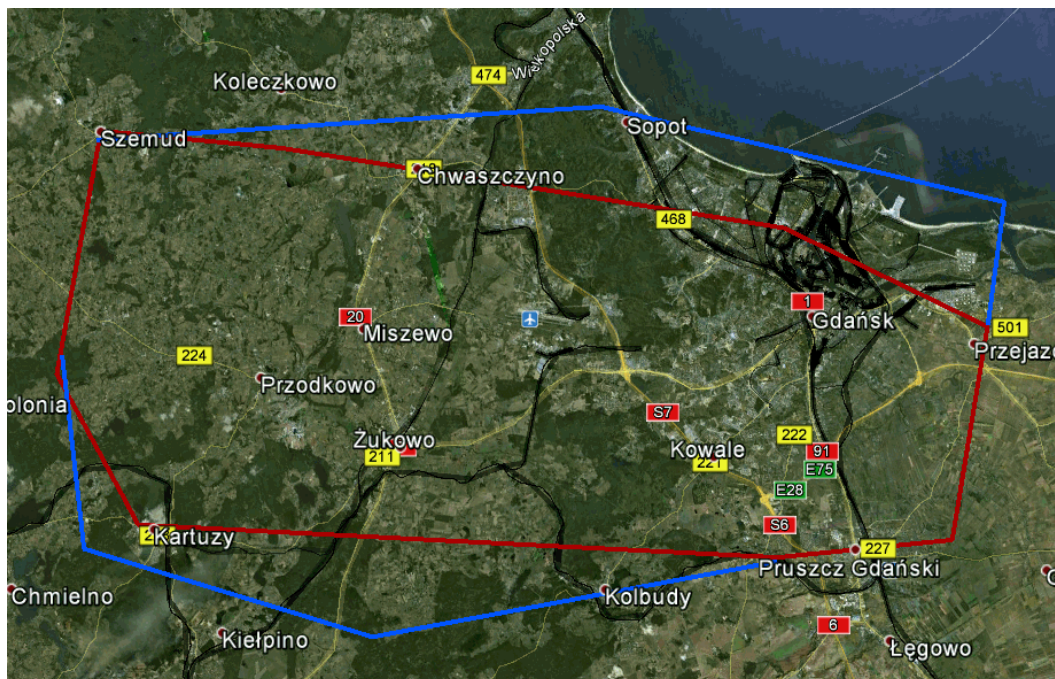 Wielkopolska
474
Koleczkowo
Szemud
Sopot
Chwaszczyno
468
20
Miszewo
1
Gdańsk
501
Przejazdo
224
Przodkowo
olonia
S7
Żukowo
211
Kowale
221
222
91
E75
E28
S6
Kartuzy
227
Pruszcz Gdański
Chmielno
Kolbudy
Kiełpino
6
Łęgowo